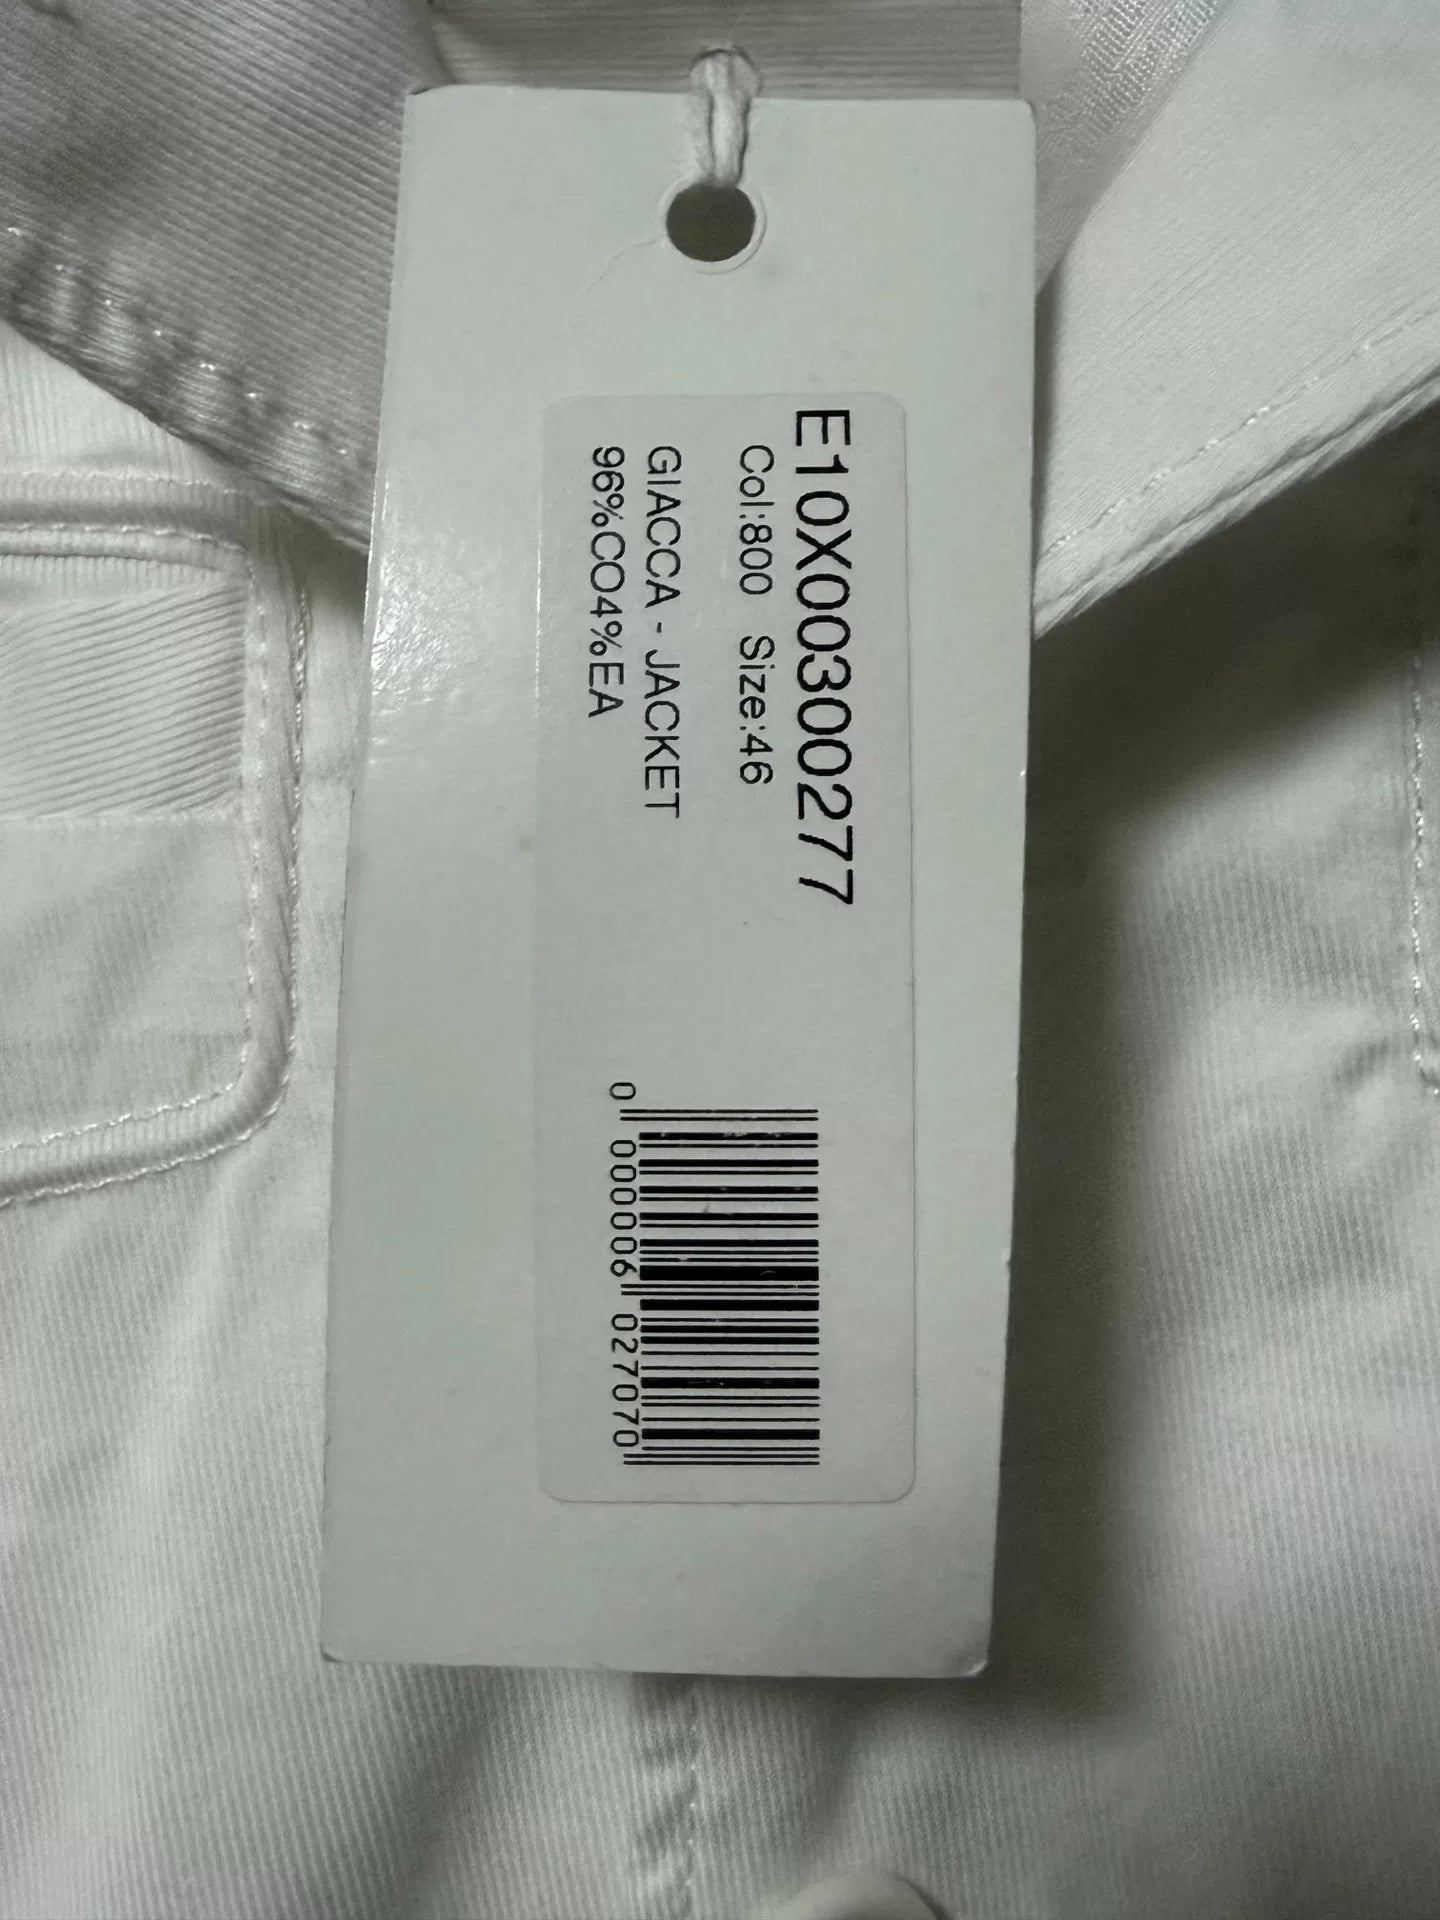 E10X00300277
Col:800 Size:46
GIACCA - JACKET
96%CO4%EA
0 000006 027070